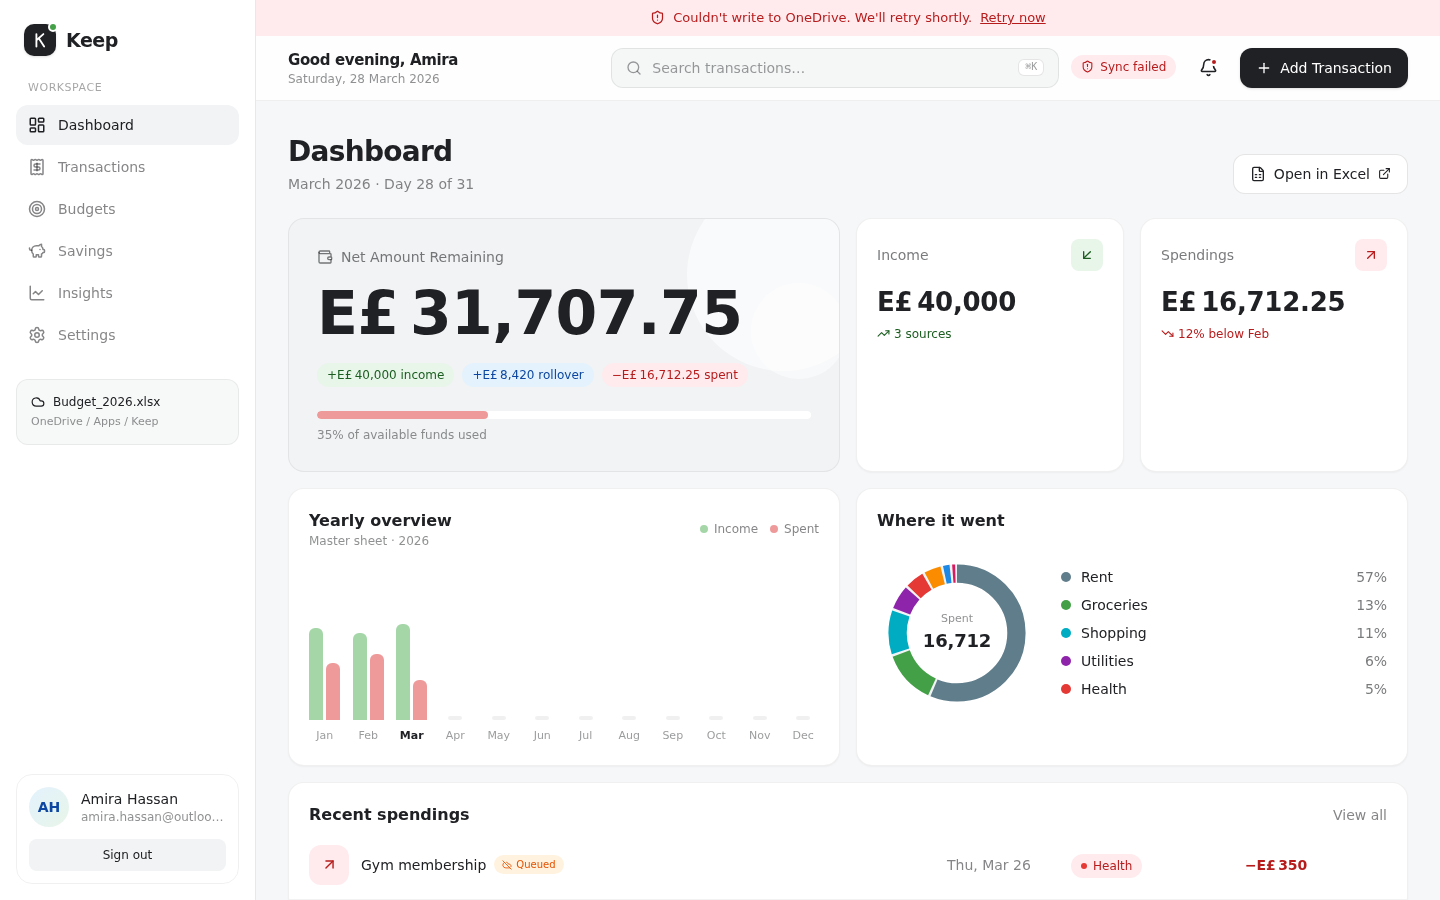 Keep
WORKSPACE
Dashboard
Transactions
Budgets
Savings
Insights
Settings
Budget_2026.xlsx
OneDrive / Apps / Keep
AH
Amira Hassan
amira.hassan@outloo…
Sign out
Couldn't write to OneDrive. We'll retry shortly. Retry now
Good evening, Amira
Saturday, 28 March 2026
Search transactions…
⌘K
Sync failed
Add Transaction
Dashboard
March 2026 · Day 28 of 31
Open in Excel
Net Amount Remaining
E£ 31,707.75
+E£ 40,000 income
+E£ 8,420 rollover
−E£ 16,712.25 spent
35% of available funds used
Income
E£ 40,000
3 sources
Spendings
E£ 16,712.25
12% below Feb
Yearly overview
Master sheet · 2026
Income
Spent
Jan Feb Mar Apr May Jun Jul Aug Sep Oct Nov Dec
Where it went
Spent
16,712
Rent 57%
Groceries 13%
Shopping 11%
Utilities 6%
Health 5%
Recent spendings
View all
Gym membership Queued Thu, Mar 26 Health −E£ 350